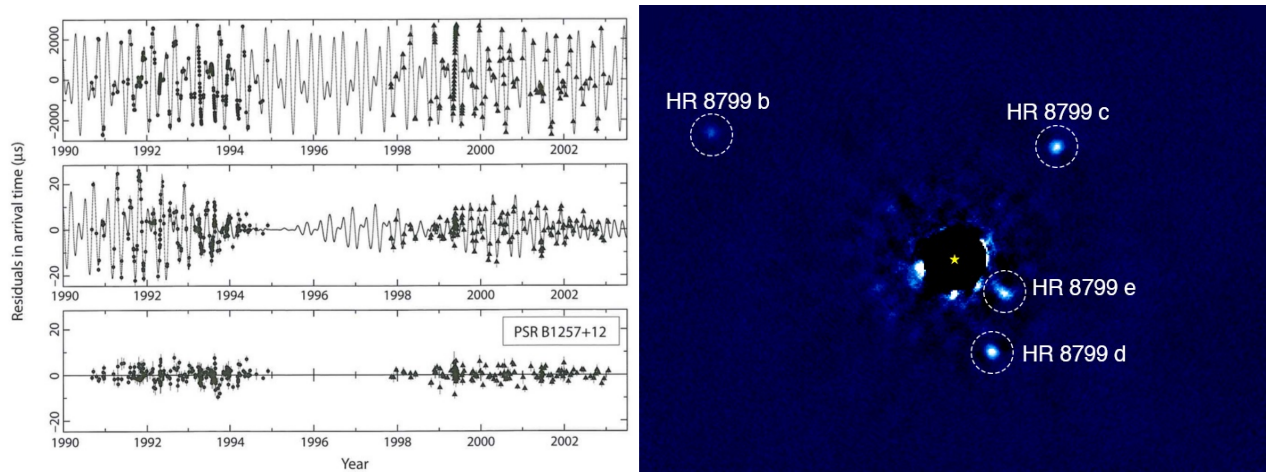 Residuals in arrival time (μs)
2000
0
−2000
1990 1992 1994 1996 1998 2000 2002
20
0
−20
1990 1992 1994 1996 1998 2000 2002
PSR B1257+12
20
0
−20
1990 1992 1994 1996 1998 2000 2002
Year
HR 8799 b
HR 8799 c
HR 8799 e
HR 8799 d